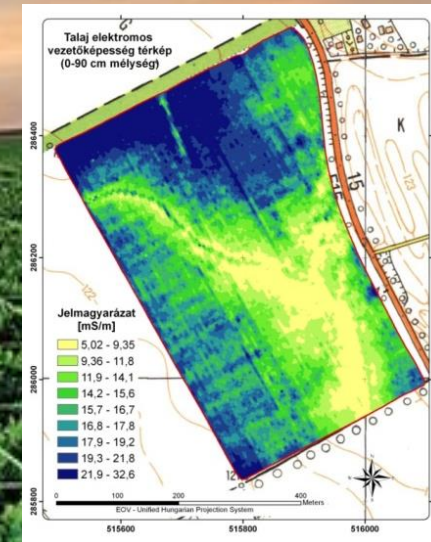 Talaj elektromos
vezetőképesség térkép
(0-90 cm mélység)
286400
286200
286000
285800
K
15
F1F
123
122
12
Jelmagyarázat
[mS/m]
5,02 - 9,35
9,36 - 11,8
11,9 - 14,1
14,2 - 15,6
15,7 - 16,7
16,8 - 17,8
17,9 - 19,2
19,3 - 21,8
21,9 - 32,6
0 100 200 400
Meters
EOV - Unified Hungarian Projection System
515600 515800 516000